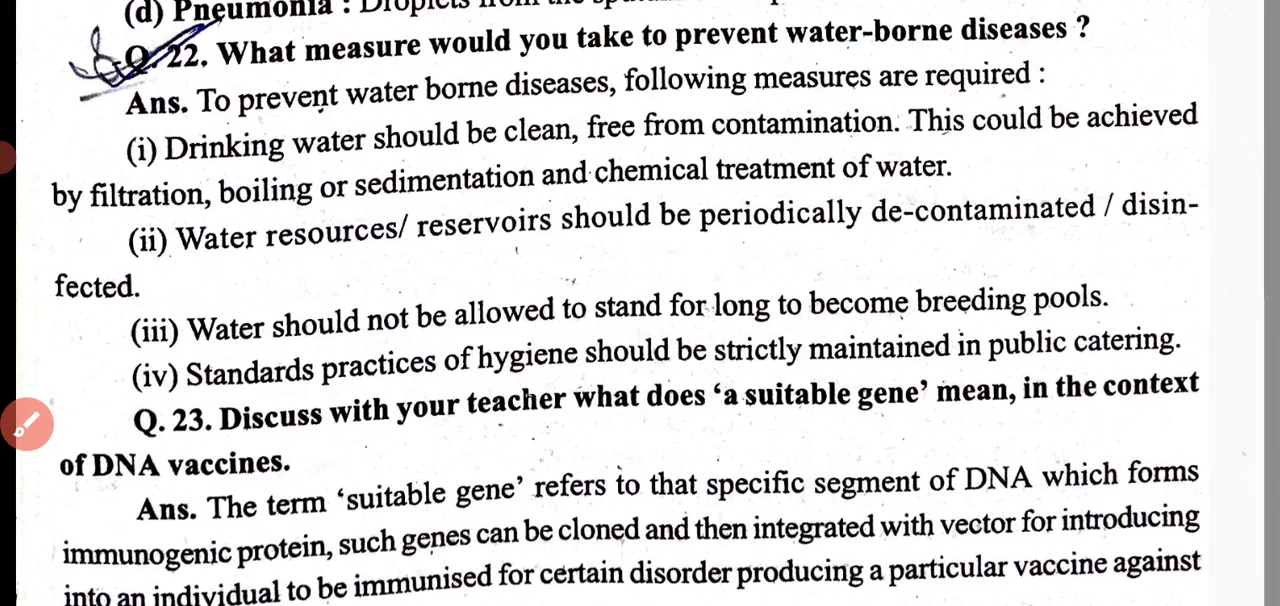 (d) Pneumonia : Droplets from the
Q. 22. What measure would you take to prevent water-borne diseases ?
Ans. To prevent water borne diseases, following measures are required :
(i) Drinking water should be clean, free from contamination. This could be achieved
by filtration, boiling or sedimentation and chemical treatment of water.
(ii) Water resources/ reservoirs should be periodically de-contaminated / disin-
fected.
(iii) Water should not be allowed to stand for long to become breeding pools.
(iv) Standards practices of hygiene should be strictly maintained in public catering.
Q. 23. Discuss with your teacher what does ‘a suitable gene’ mean, in the context
of DNA vaccines.
Ans. The term ‘suitable gene’ refers to that specific segment of DNA which forms
immunogenic protein, such genes can be cloned and then integrated with vector for introducing
into an individual to be immunised for certain disorder producing a particular vaccine against